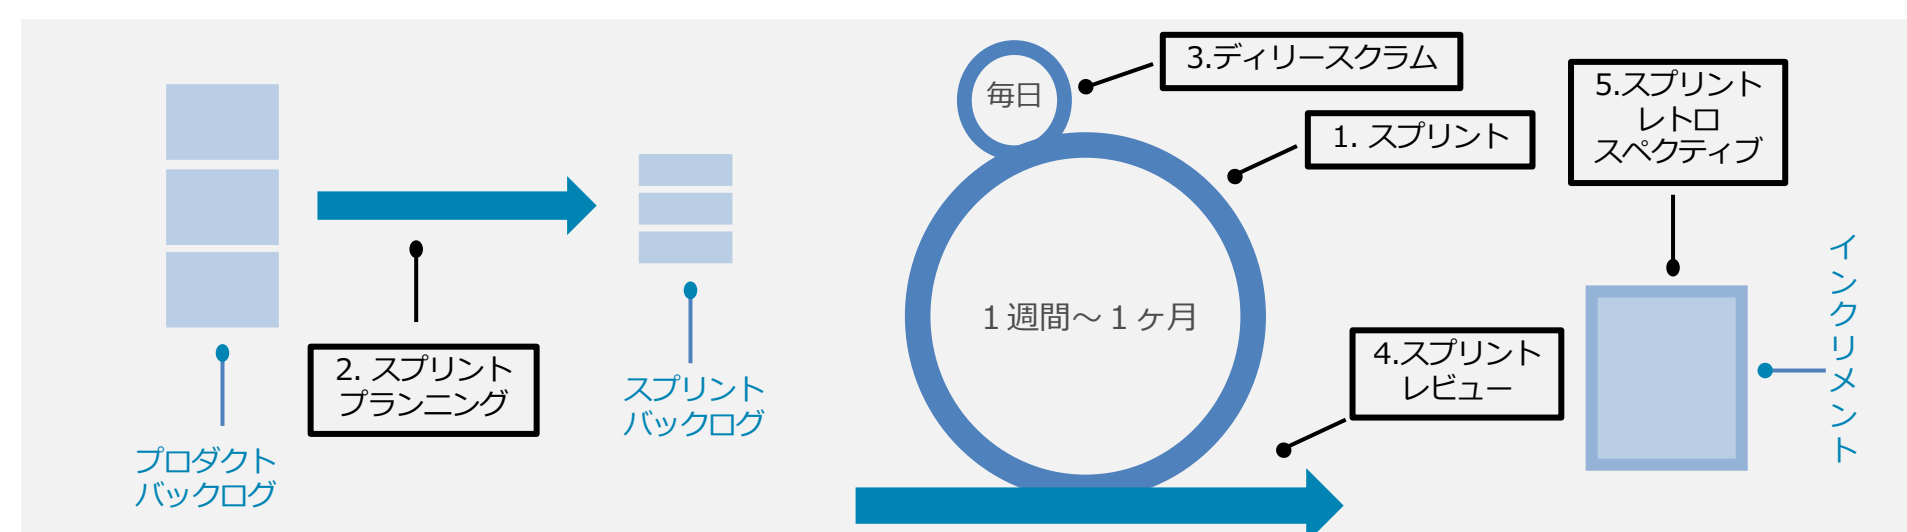 3.ディリースクラム
毎日
5.スプリント
レトロ
スペクティブ
1. スプリント
インクリメント
1週間～1ヶ月
2. スプリント
プランニング
スプリント
バックログ
4.スプリント
レビュー
プロダクト
バックログ